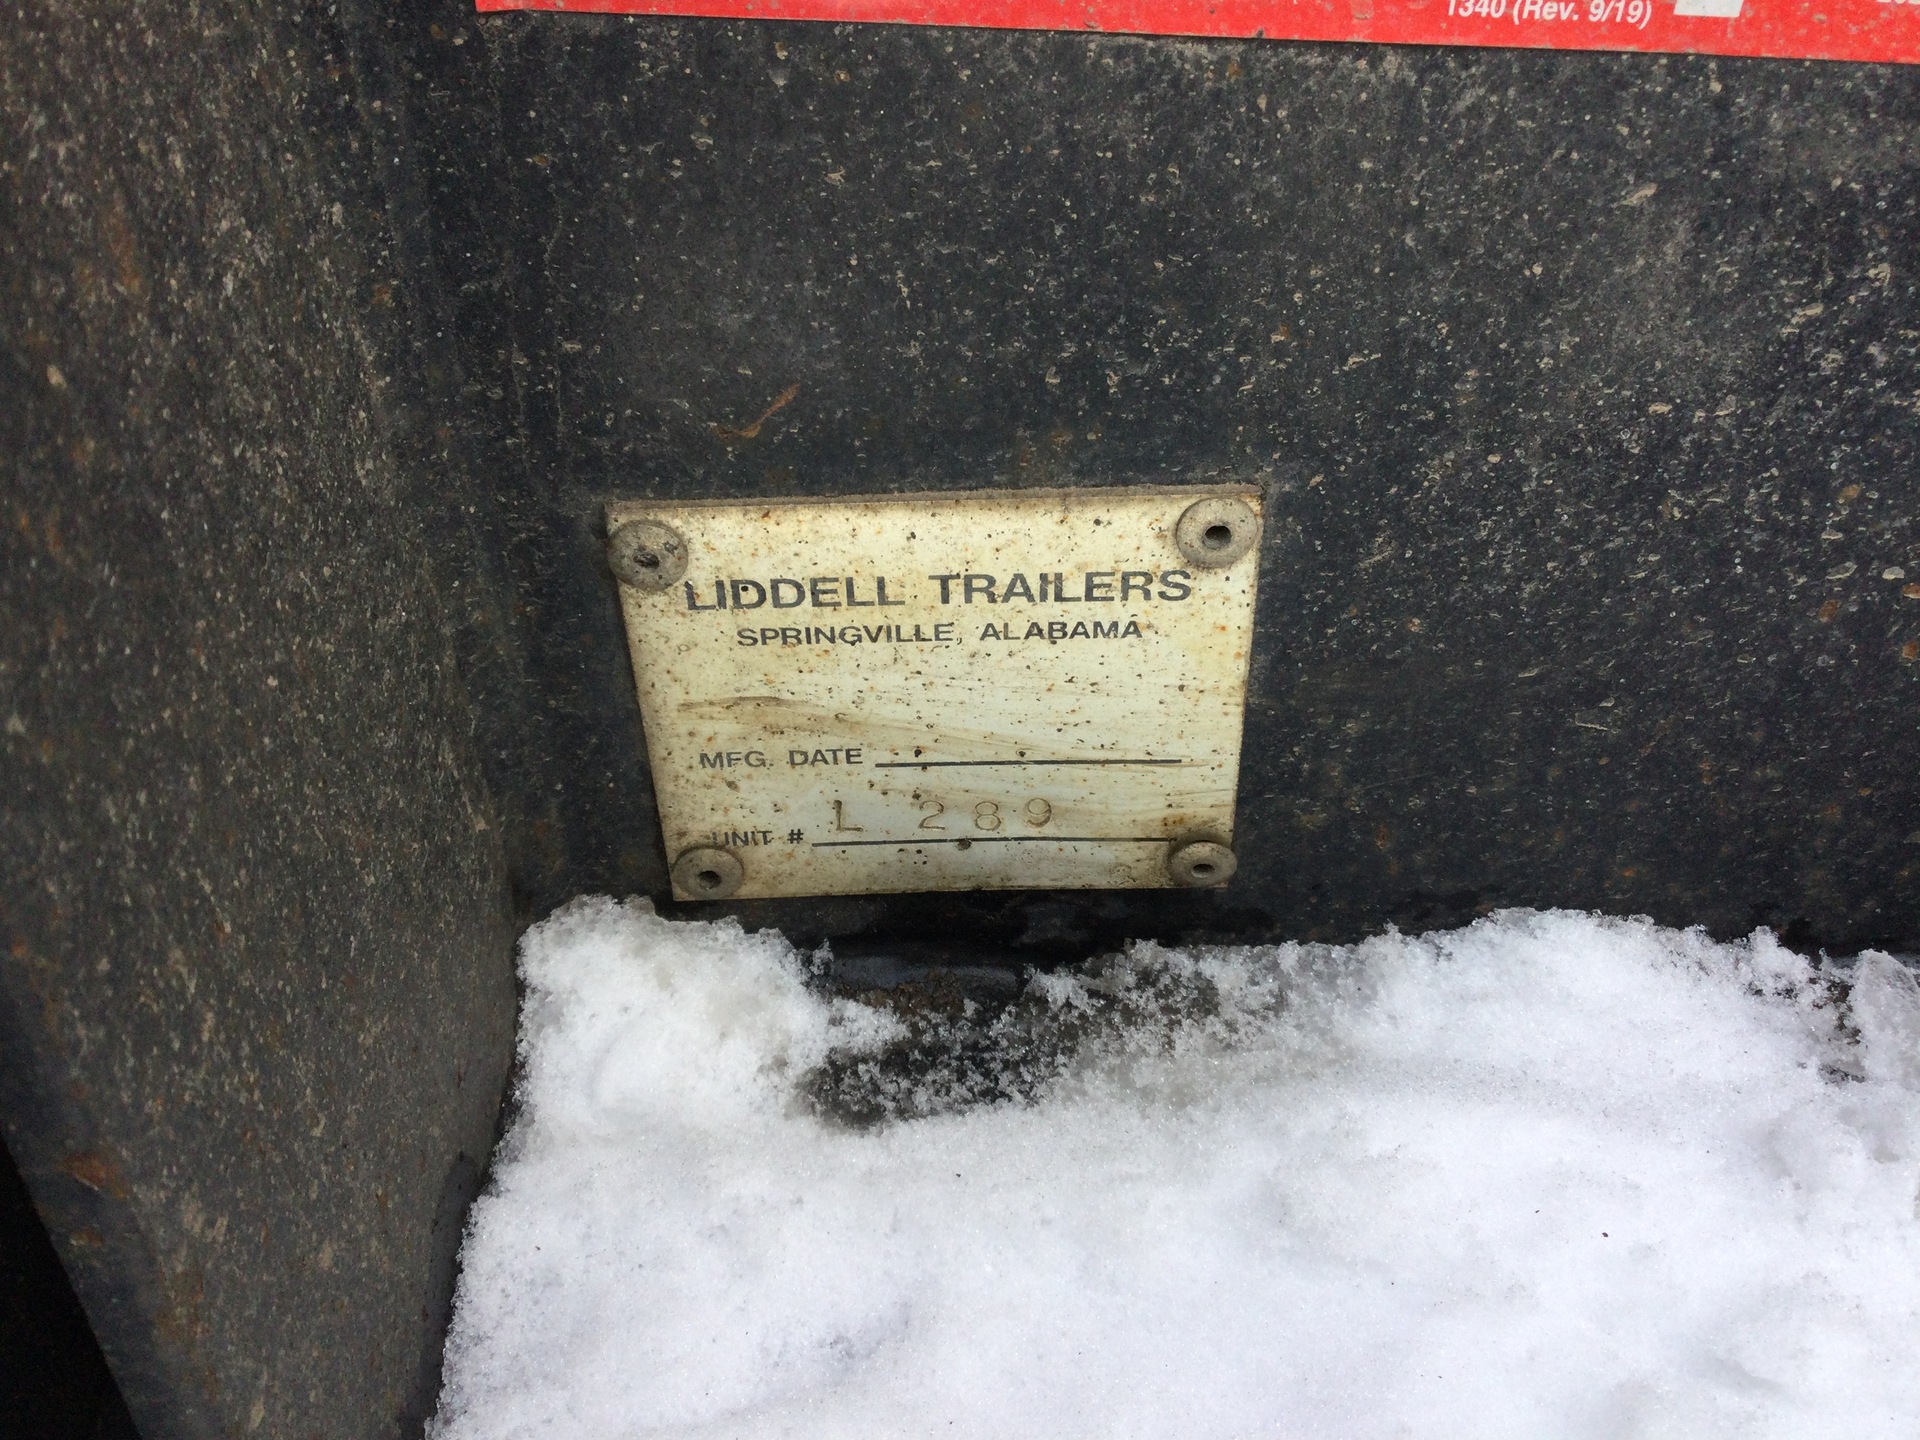 1340 (Rev. 9/19)
LIDDELL TRAILERS
SPRINGVILLE, ALABAMA
MFG. DATE
UNIT # L 289